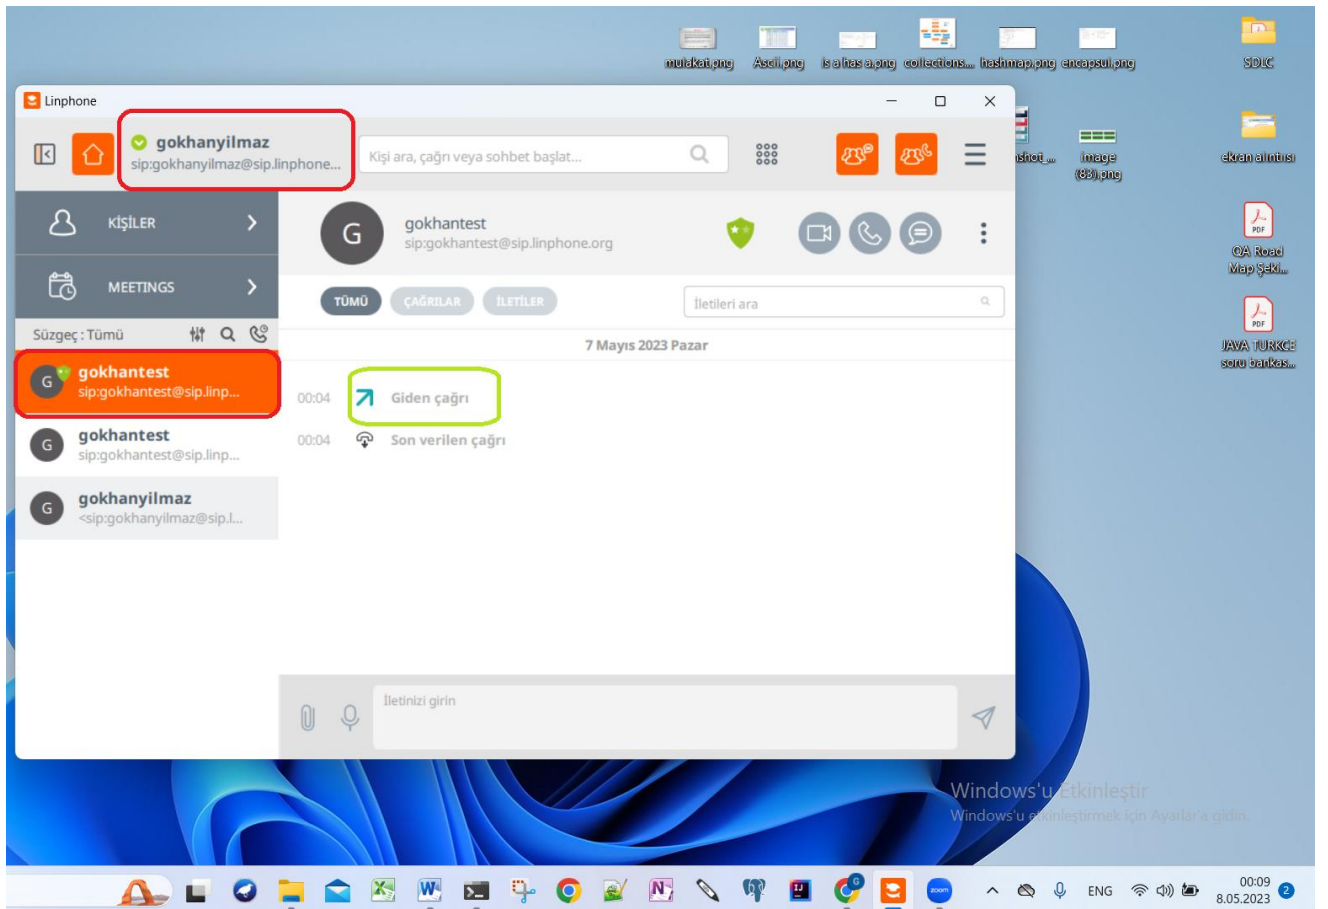 mulakat.png
Ascii.png
is a has a.png
collections...
hashmap.png
encapsul.png
SDLC
Linphone
gokhanyilmaz
sip:gokhanyilmaz@sip.linphone...
Kişi ara, çağrı veya sohbet başlat...
image
(83).png
ekran alıntısı
KİŞİLER
G
gokhantest
sip:gokhantest@sip.linphone.org
PDF
QA Road
Map Şeki...
MEETINGS
TÜMÜ
ÇAĞRILAR
İLETİLER
İletileri ara
Süzgeç : Tümü
7 Mayıs 2023 Pazar
PDF
JAVA TURKCE
soru bankas...
G
gokhantest
sip:gokhantest@sip.linp...
00:04
Giden çağrı
G
gokhantest
sip:gokhantest@sip.linp...
00:04
Son verilen çağrı
G
gokhanyilmaz
<sip:gokhanyilmaz@sip.l...
İletinizi girin
Windows'u Etkinleştir
Windows'u etkinleştirmek için Ayarlar'a gidin.
zoom
ENG
00:09
8.05.2023
2